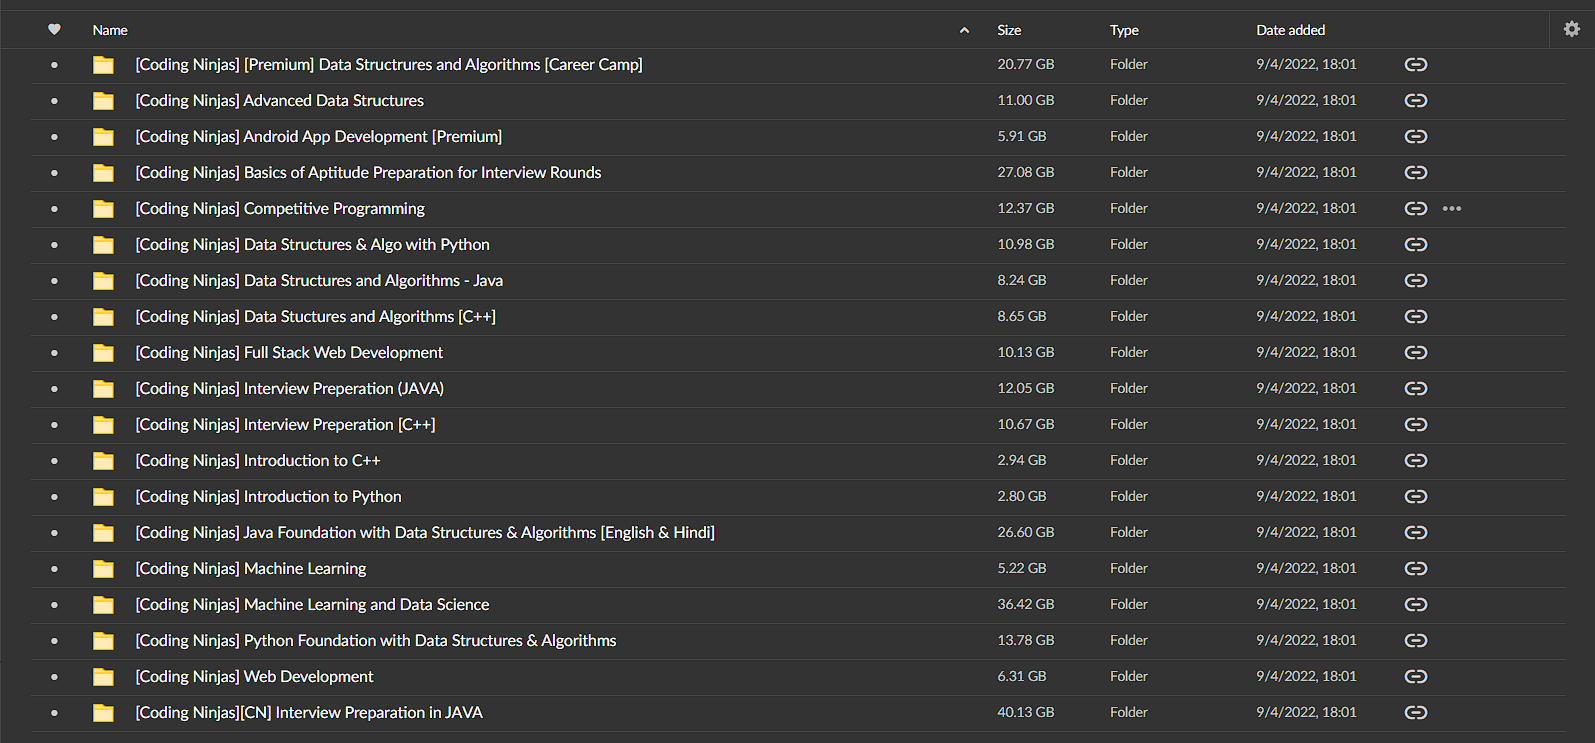 Name Size Type Date added
[Coding Ninjas] [Premium] Data Structrures and Algorithms [Career Camp] 20.77 GB Folder 9/4/2022, 18:01
[Coding Ninjas] Advanced Data Structures 11.00 GB Folder 9/4/2022, 18:01
[Coding Ninjas] Android App Development [Premium] 5.91 GB Folder 9/4/2022, 18:01
[Coding Ninjas] Basics of Aptitude Preparation for Interview Rounds 27.08 GB Folder 9/4/2022, 18:01
[Coding Ninjas] Competitive Programming 12.37 GB Folder 9/4/2022, 18:01
[Coding Ninjas] Data Structures & Algo with Python 10.98 GB Folder 9/4/2022, 18:01
[Coding Ninjas] Data Structures and Algorithms - Java 8.24 GB Folder 9/4/2022, 18:01
[Coding Ninjas] Data Stuctures and Algorithms [C++] 8.65 GB Folder 9/4/2022, 18:01
[Coding Ninjas] Full Stack Web Development 10.13 GB Folder 9/4/2022, 18:01
[Coding Ninjas] Interview Preperation (JAVA) 12.05 GB Folder 9/4/2022, 18:01
[Coding Ninjas] Interview Preperation [C++] 10.67 GB Folder 9/4/2022, 18:01
[Coding Ninjas] Introduction to C++ 2.94 GB Folder 9/4/2022, 18:01
[Coding Ninjas] Introduction to Python 2.80 GB Folder 9/4/2022, 18:01
[Coding Ninjas] Java Foundation with Data Structures & Algorithms [English & Hindi] 26.60 GB Folder 9/4/2022, 18:01
[Coding Ninjas] Machine Learning 5.22 GB Folder 9/4/2022, 18:01
[Coding Ninjas] Machine Learning and Data Science 36.42 GB Folder 9/4/2022, 18:01
[Coding Ninjas] Python Foundation with Data Structures & Algorithms 13.78 GB Folder 9/4/2022, 18:01
[Coding Ninjas] Web Development 6.31 GB Folder 9/4/2022, 18:01
[Coding Ninjas][CN] Interview Preparation in JAVA 40.13 GB Folder 9/4/2022, 18:01